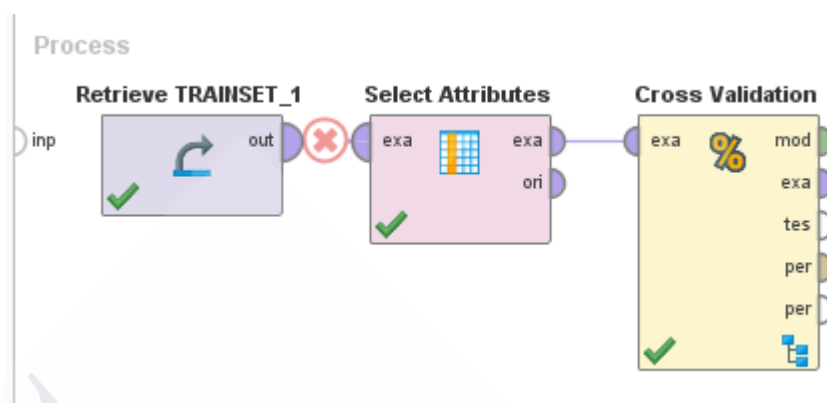 Process
Retrieve TRAINSET_1
Select Attributes
Cross Validation
inp
out
exa
exa
ori
exa
%
mod
exa
tes
per
per